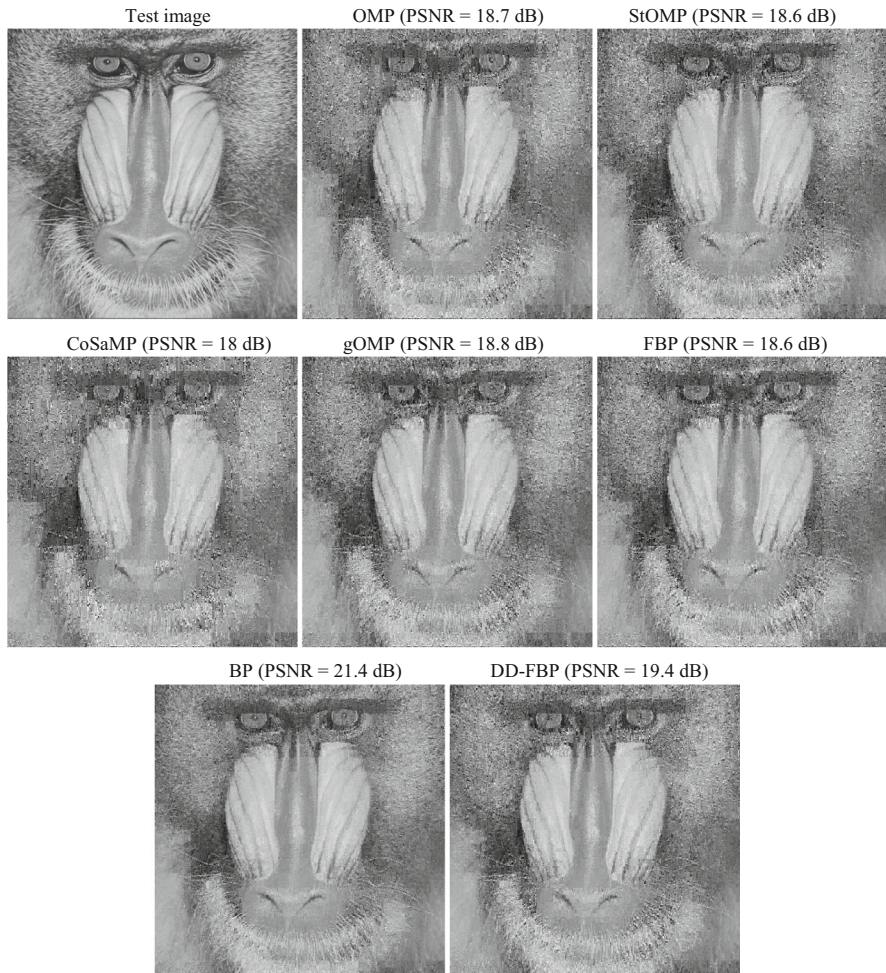 Test image
OMP (PSNR = 18.7 dB)
StOMP (PSNR = 18.6 dB)
CoSaMP (PSNR = 18 dB)
gOMP (PSNR = 18.8 dB)
FBP (PSNR = 18.6 dB)
BP (PSNR = 21.4 dB)
DD-FBP (PSNR = 19.4 dB)